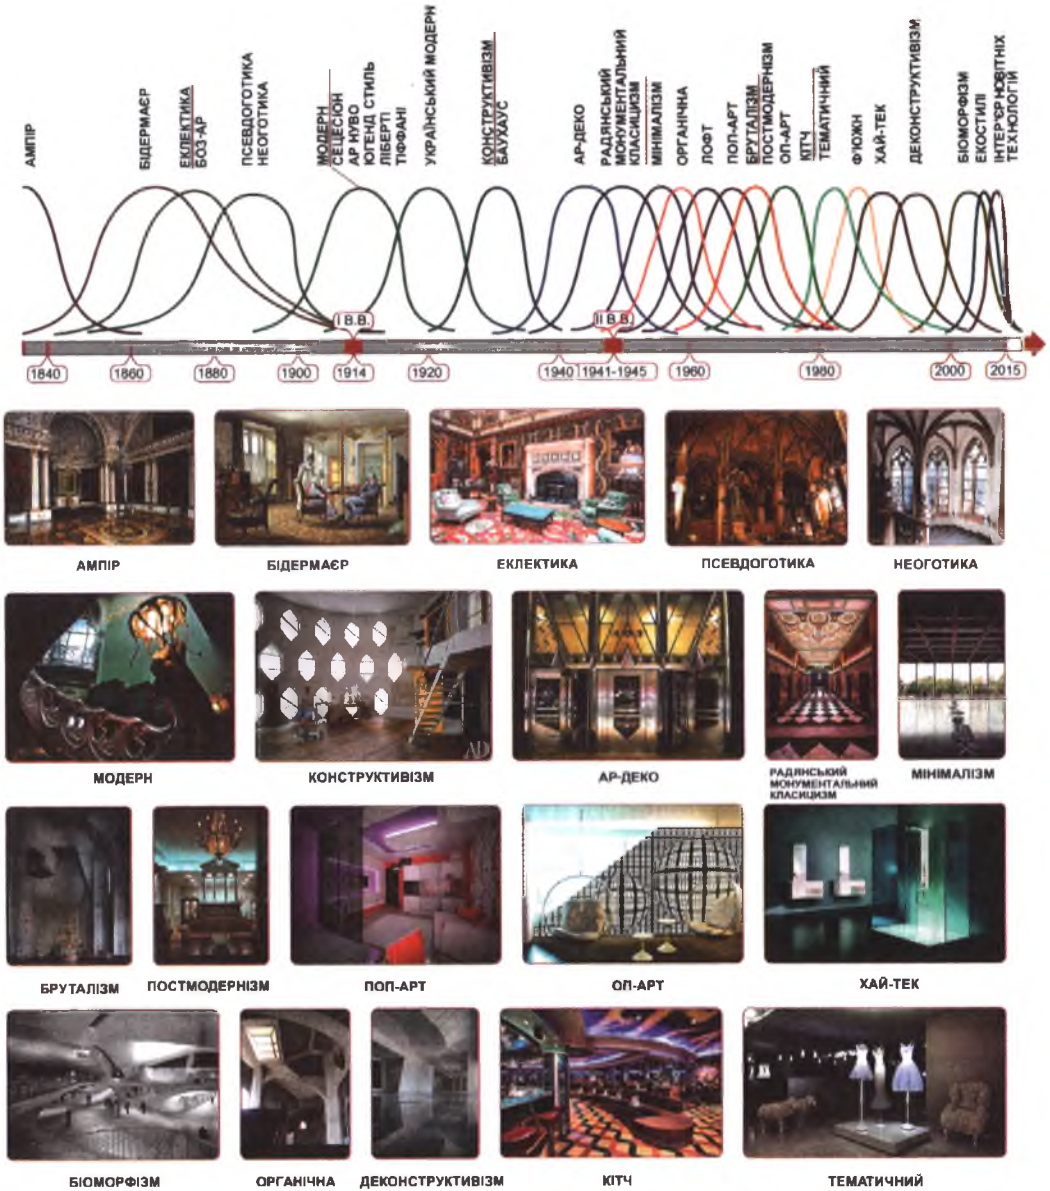 АМПІР
БІДЕРМАЄР
ЕКЛЕКТИКА
БОЗ-АР
ПСЕВДОГОТИКА
НЕОГОТИКА
МОДЕРН
СЕЦЕСІОН
АР НУВО
ЮГЕНД СТИЛЬ
ЛІБЕРТІ
ТІФФАНІ
УКРАЇНСЬКИЙ МОДЕРН
КОНСТРУКТИВІЗМ
БАУХАУС
АР-ДЕКО
РАДЯНСЬКИЙ
МОНУМЕНТАЛЬНИЙ
КЛАСИЦИЗМ
МІНІМАЛІЗМ
ОРГАНІЧНА
ЛОФТ
ПОП-АРТ
БРУТАЛІЗМ
ПОСТМОДЕРНІЗМ
ОП-АРТ
КІТЧ
ТЕМАТИЧНИЙ
Ф'ЮЖН
ХАЙ-ТЕК
ДЕКОНСТРУКТИВІЗМ
БІОМОРФІЗМ
ЕКОСТИЛІ
ІНТЕР'ЄР НОВІТНІХ
ТЕХНОЛОГІЙ
І В.В.
ІІ В.В.
1840
1860
1880
1900
1914
1920
1940
1941-1945
1960
1980
2000
2015
АМПІР
БІДЕРМАЄР
ЕКЛЕКТИКА
ПСЕВДОГОТИКА
НЕОГОТИКА
AD
МОДЕРН
КОНСТРУКТИВІЗМ
АР-ДЕКО
РАДЯНСЬКИЙ
МОНУМЕНТАЛЬНИЙ
КЛАСИЦИЗМ
МІНІМАЛІЗМ
БРУТАЛІЗМ
ПОСТМОДЕРНІЗМ
ПОП-АРТ
ОП-АРТ
ХАЙ-ТЕК
БІОМОРФІЗМ
ОРГАНІЧНА
ДЕКОНСТРУКТИВІЗМ
КІТЧ
ТЕМАТИЧНИЙ